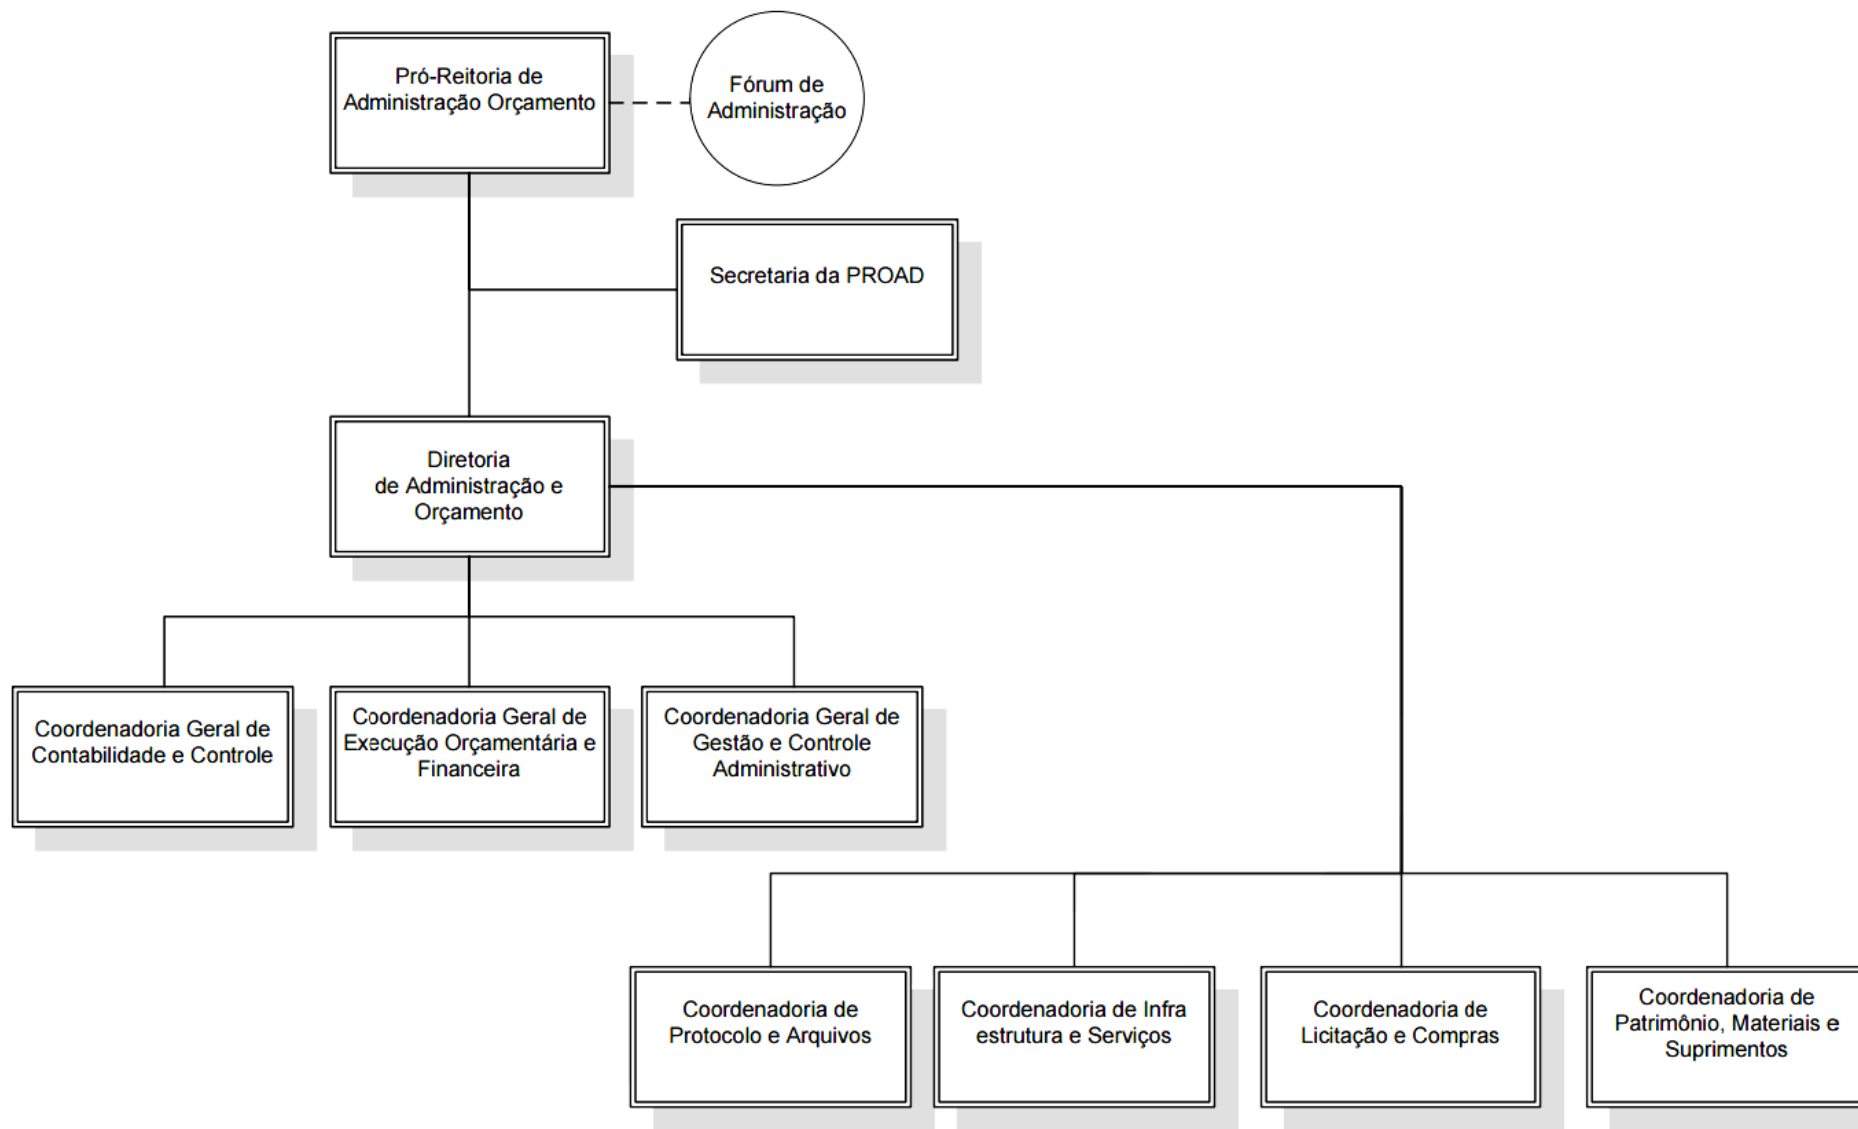 Pró-Reitoria de
Administração Orçamento
Fórum de
Administração
Secretaria da PROAD
Diretoria
de Administração e
Orçamento
Coordenadoria Geral de
Contabilidade e Controle
Coordenadoria Geral de
Execução Orçamentária e
Financeira
Coordenadoria Geral de
Gestão e Controle
Administrativo
Coordenadoria de
Protocolo e Arquivos
Coordenadoria de Infra
estrutura e Serviços
Coordenadoria de
Licitação e Compras
Coordenadoria de
Patrimônio, Materiais e
Suprimentos